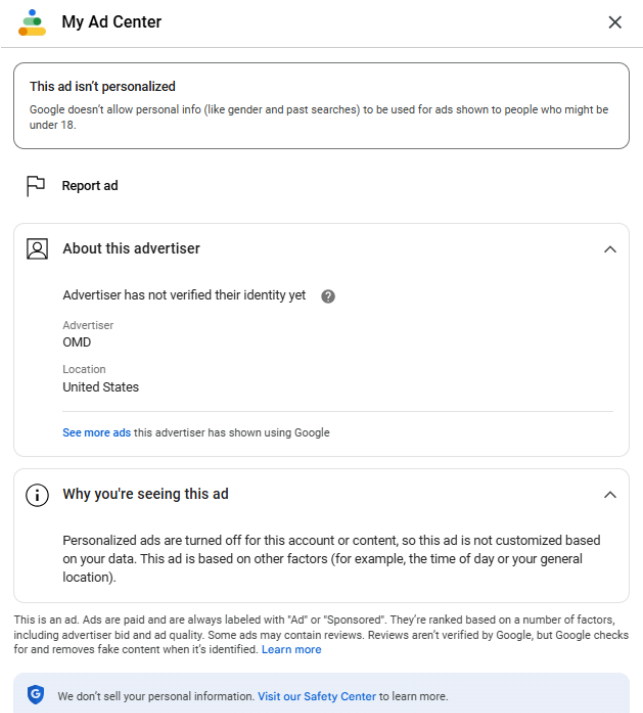 My Ad Center
This ad isn't personalized
Google doesn't allow personal info (like gender and past searches) to be used for ads shown to people who might be
under 18.
Report ad
About this advertiser
Advertiser has not verified their identity yet
Advertiser
OMD
Location
United States
See more ads this advertiser has shown using Google
Why you're seeing this ad
Personalized ads are turned off for this account or content, so this ad is not customized based
on your data. This ad is based on other factors (for example, the time of day or your general
location).
This is an ad. Ads are paid and are always labeled with "Ad" or "Sponsored". They're ranked based on a number of factors,
including advertiser bid and ad quality. Some ads may contain reviews. Reviews aren't verified by Google, but Google checks
for and removes fake content when it's identified. Learn more
We don't sell your personal information. Visit our Safety Center to learn more.